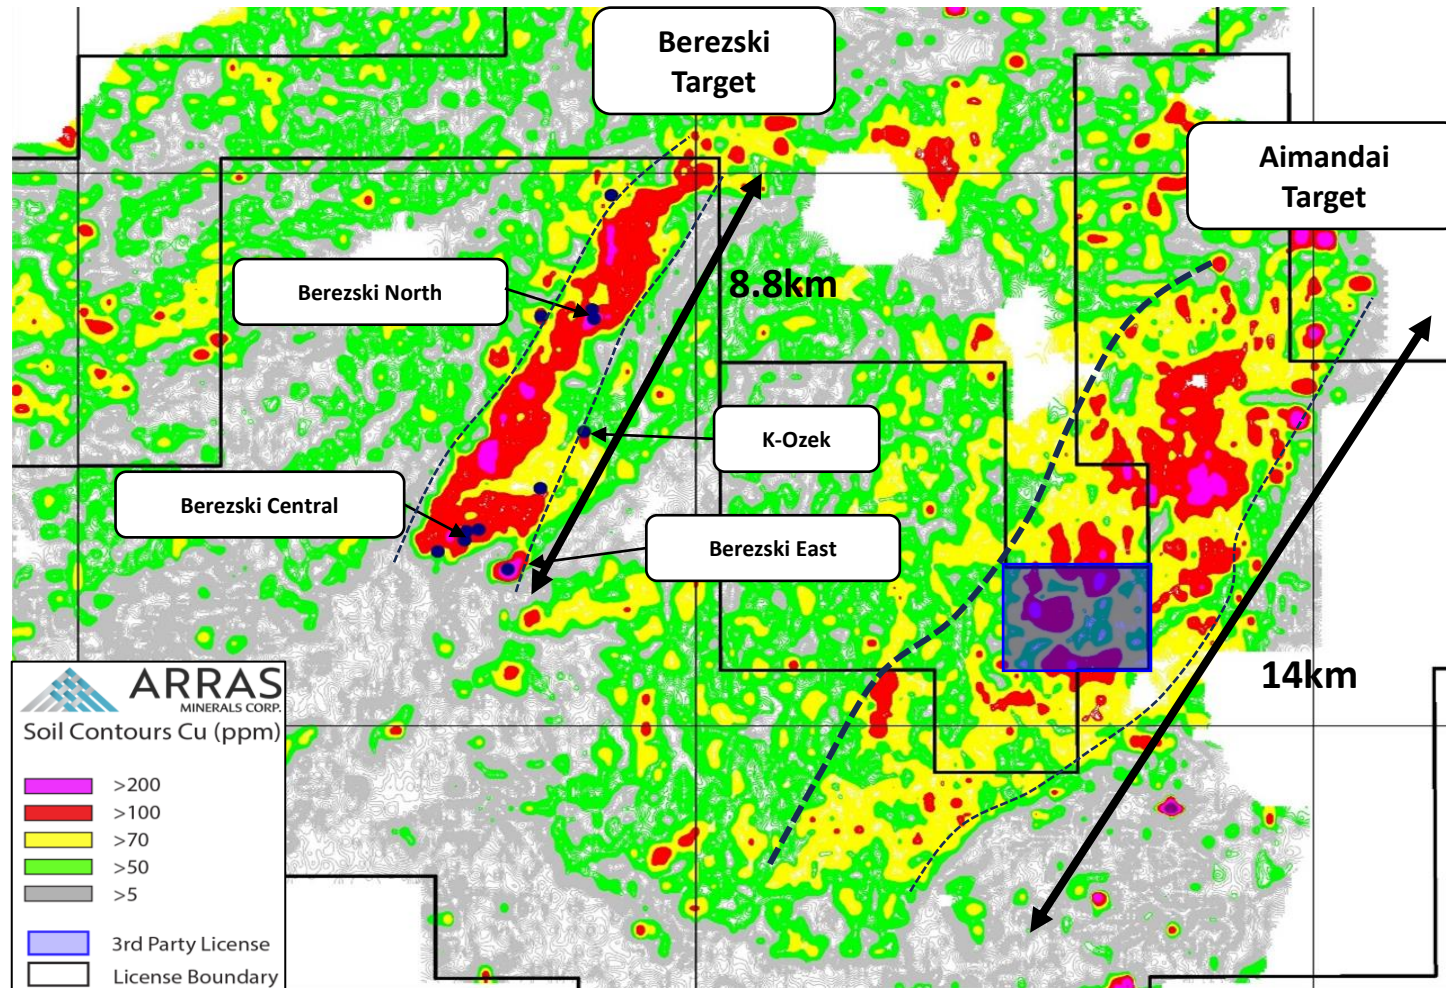 Berezski
Target
Aimandai
Target
Berezski North
8.8km
K-Ozek
Berezski Central
Berezski East
14km
ARRAS
MINERALS CORP.
Soil Contours Cu (ppm)
>200
>100
>70
>50
>5
3rd Party License
License Boundary